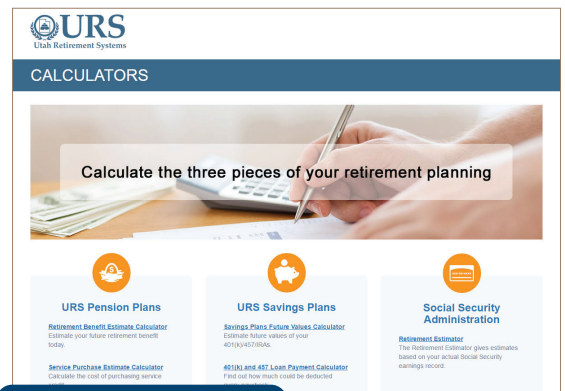 URS
Utah Retirement Systems
CALCULATORS
Calculate the three pieces of your retirement planning
URS Pension Plans
Retirement Benefit Estimate Calculator
Estimate your future retirement benefit
today.
Service Purchase Estimate Calculator
Calculate the cost of purchasing service
URS Savings Plans
Savings Plans Future Values Calculator
Estimate future values of your
401(k)/457/IRAs.
401(k) and 457 Loan Payment Calculator
Find out how much could be deducted
Social Security
Administration
Retirement Estimator
The Retirement Estimator gives estimates
based on your actual Social Security
earnings record.